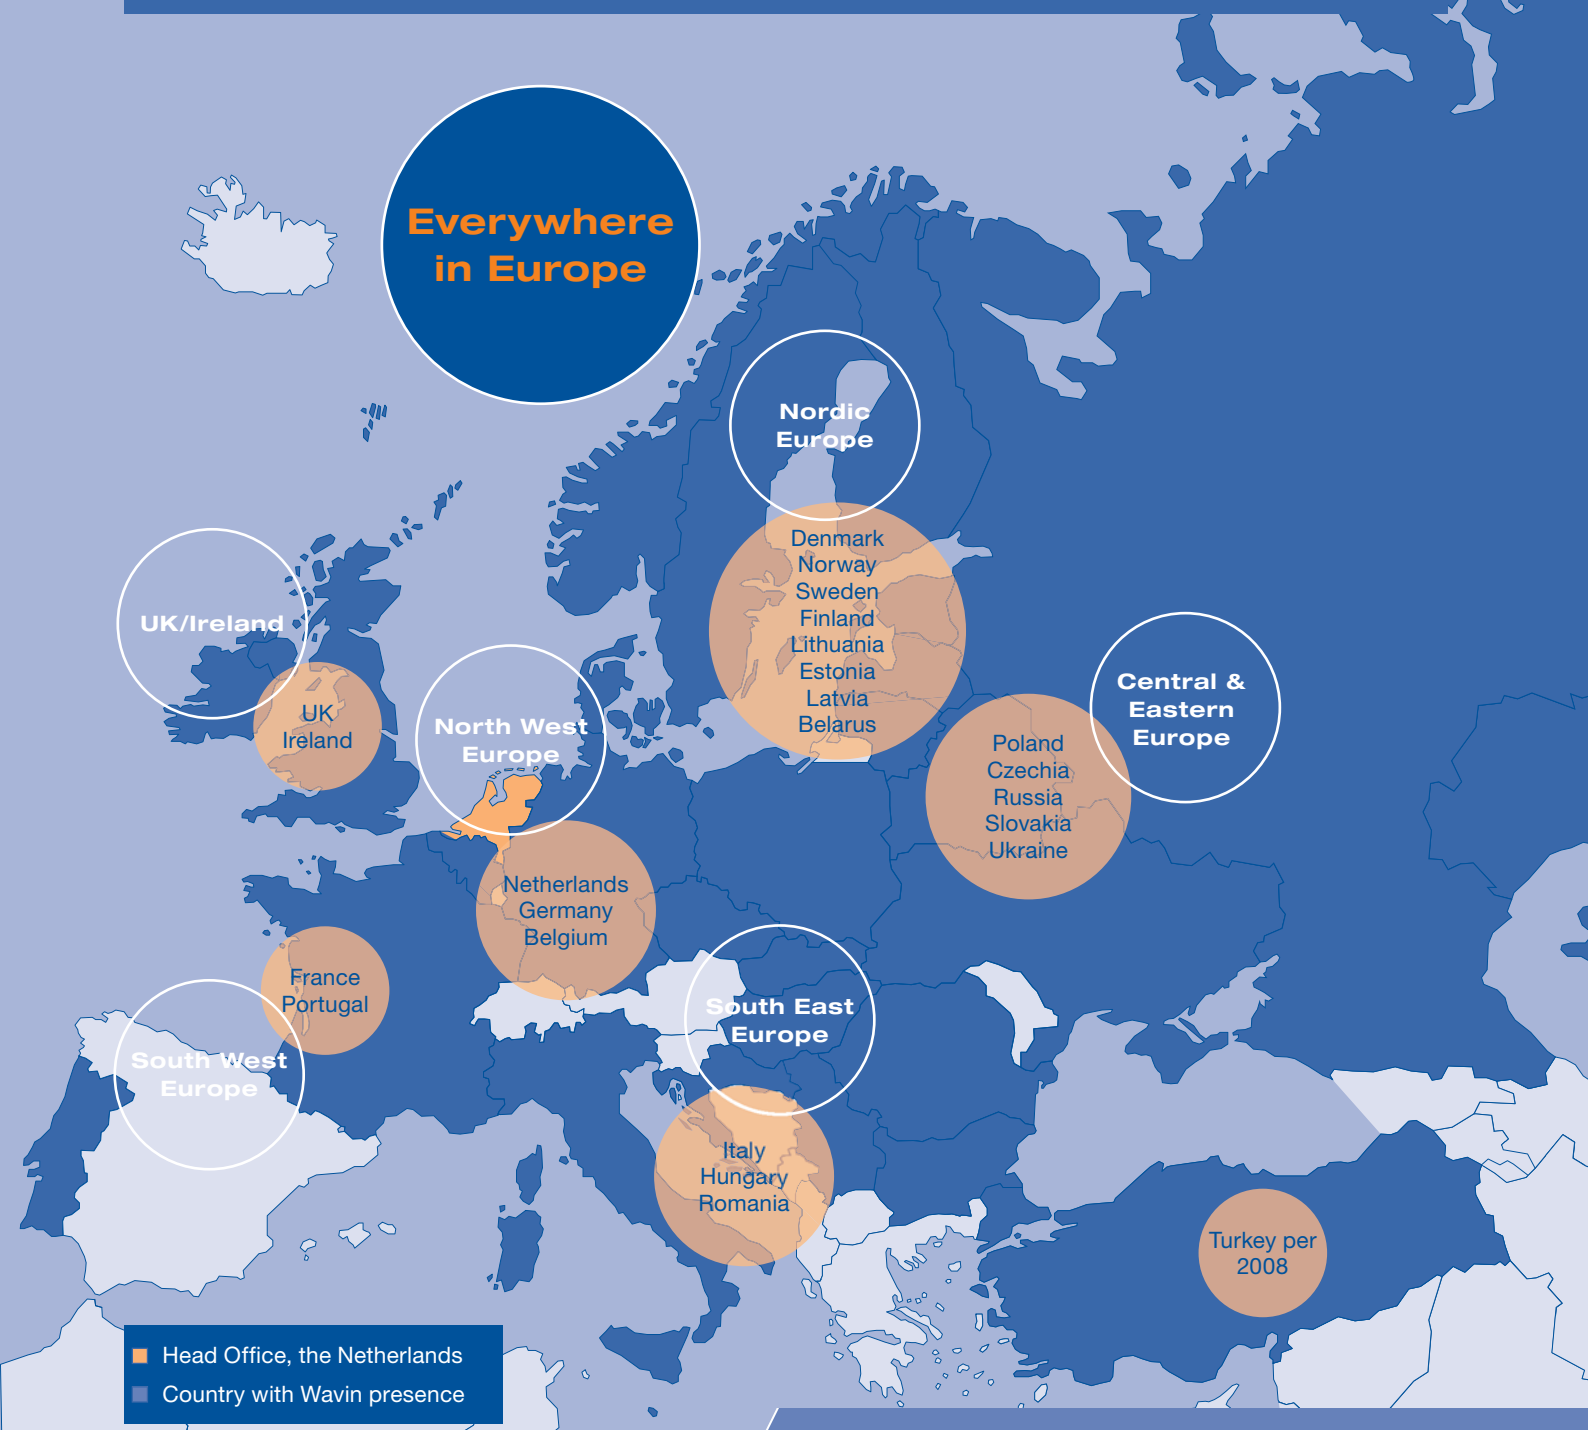 Everywhere
in Europe
Nordic
Europe
Denmark
Norway
Sweden
Finland
Lithuania
Estonia
Latvia
Belarus
UK/Ireland
UK
Ireland
North West
Europe
Netherlands
Germany
Belgium
Central &
Eastern
Europe
Poland
Czechia
Russia
Slovakia
Ukraine
France
Portugal
South West
Europe
South East
Europe
Italy
Hungary
Romania
Turkey per
2008
Head Office, the Netherlands
Country with Wavin presence